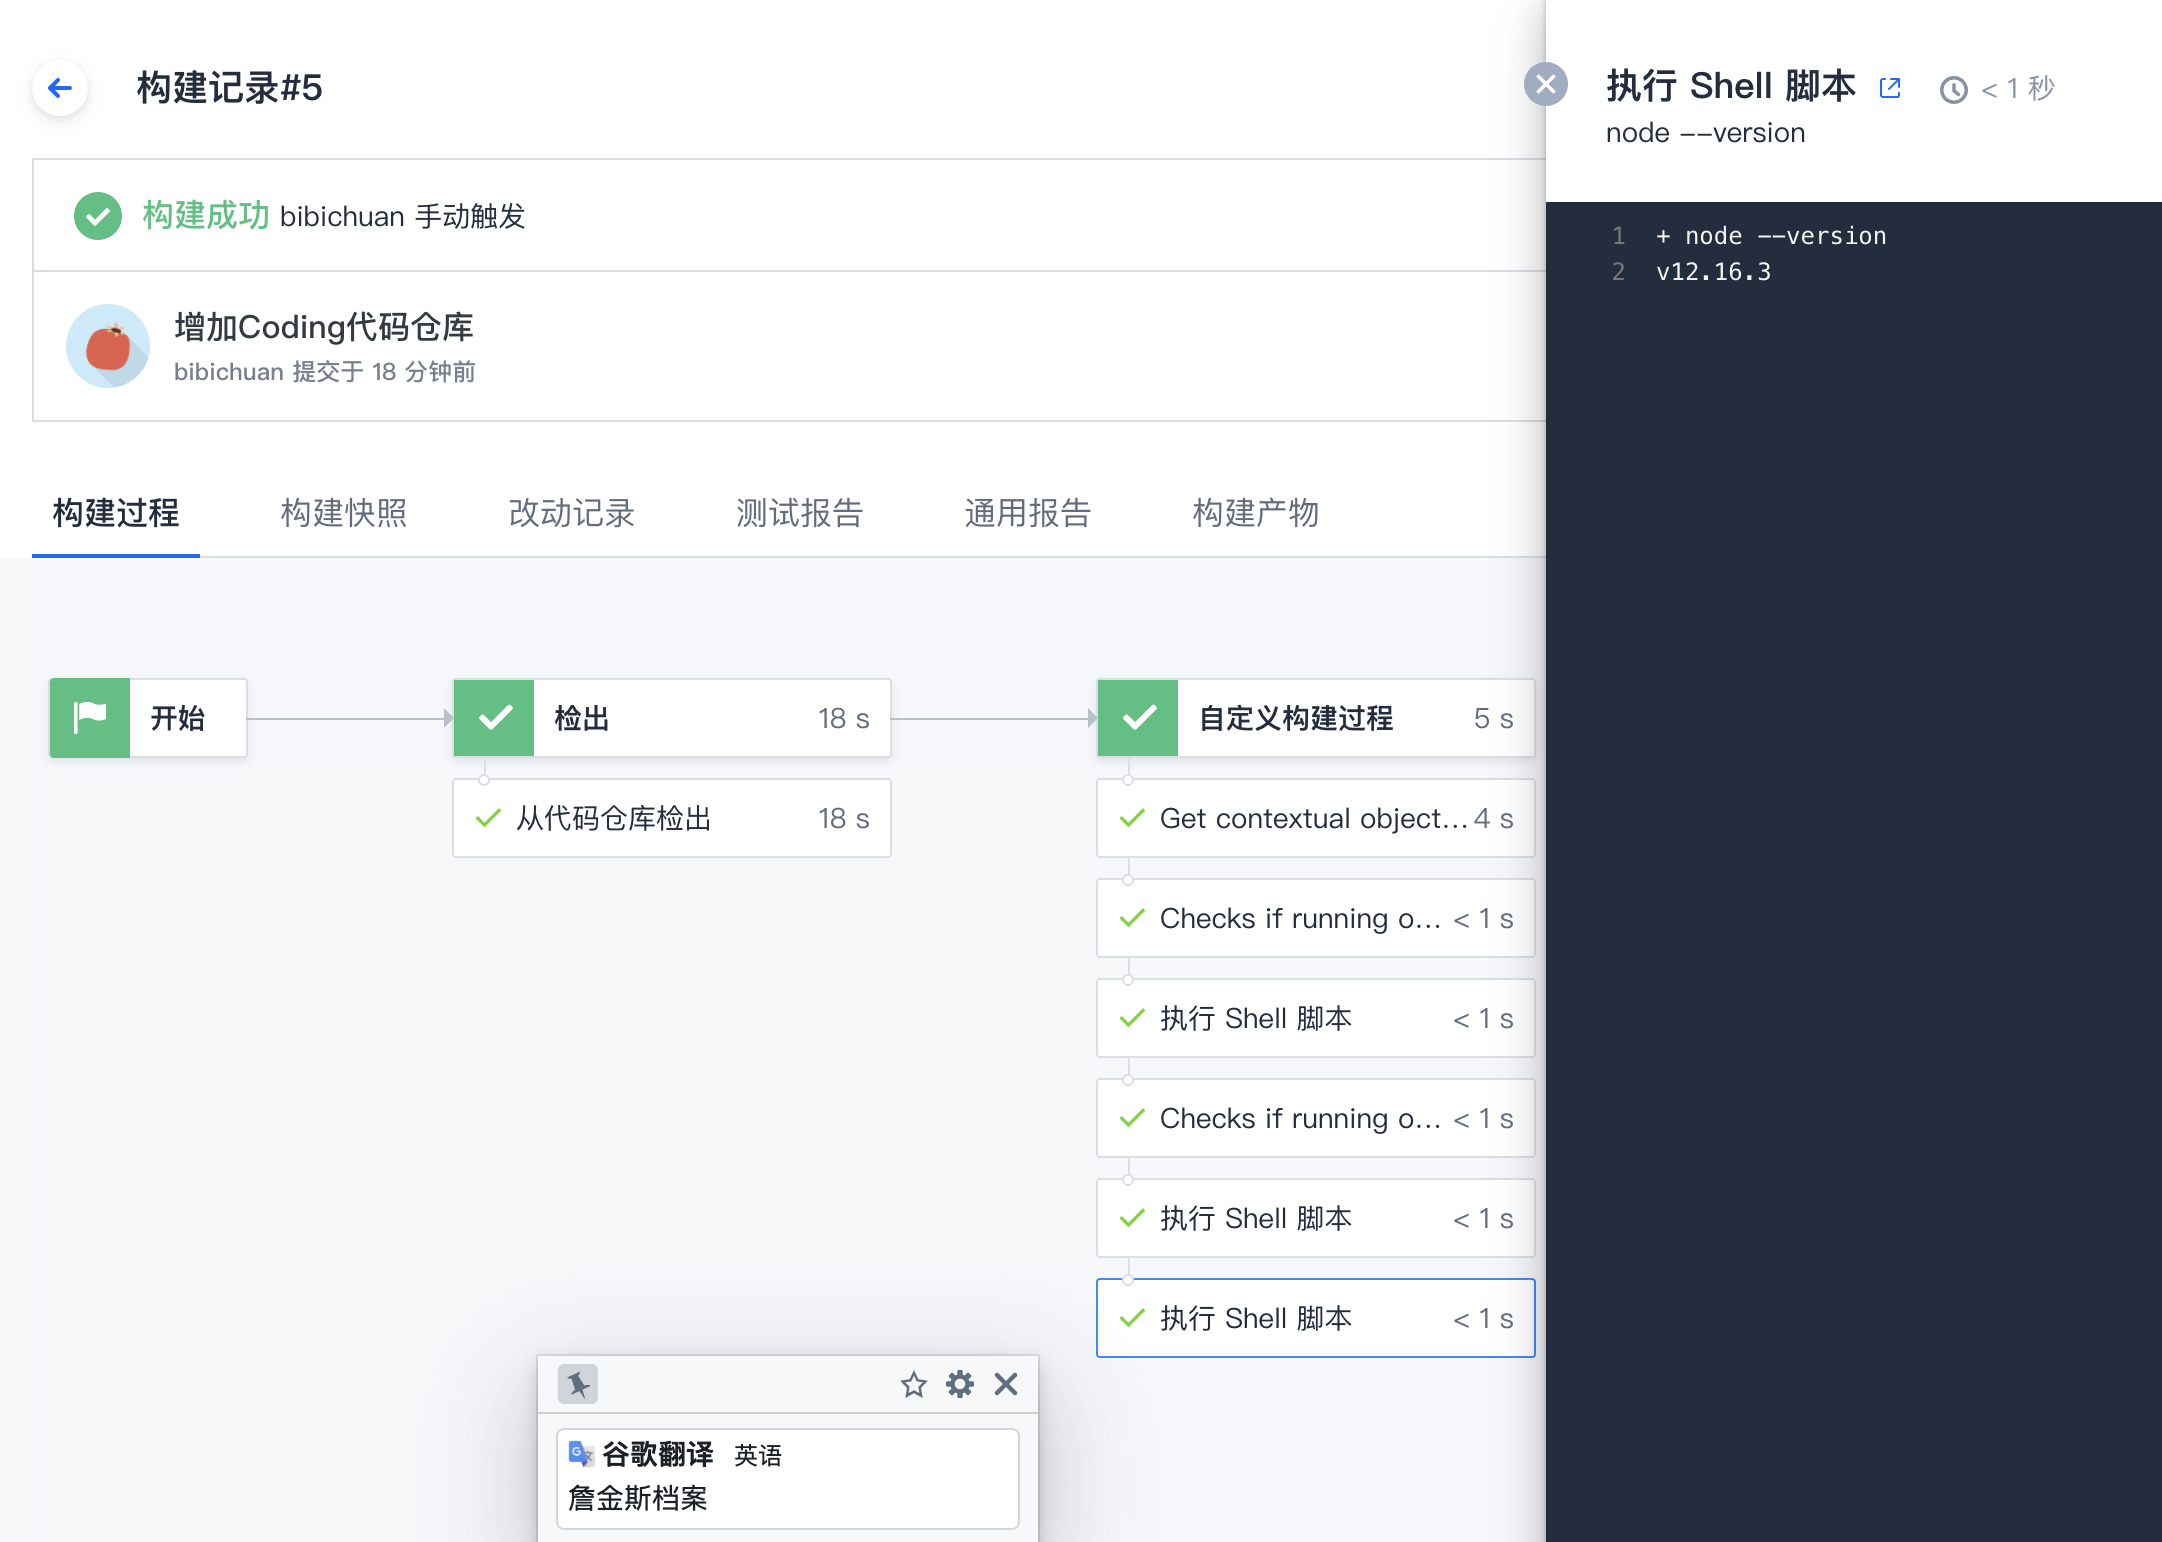 构建记录#5
构建成功 bibichuan 手动触发
增加Coding代码仓库
bibichuan 提交于 18 分钟前
构建过程 构建快照 改动记录 测试报告 通用报告 构建产物
开始
检出 18 s
从代码仓库检出 18 s
自定义构建过程 5 s
Get contextual object... 4 s
Checks if running o... < 1 s
执行 Shell 脚本 < 1 s
Checks if running o... < 1 s
执行 Shell 脚本 < 1 s
执行 Shell 脚本 < 1 s
谷歌翻译 英语
詹金斯档案
执行 Shell 脚本 < 1 秒
node --version
1 + node --version
2 v12.16.3